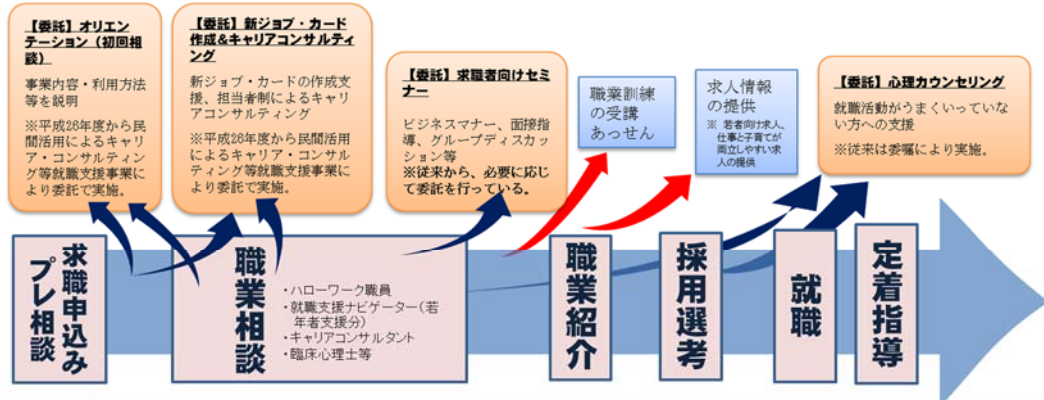 【委託】オリエン
テーション（初回相
談）
事業内容・利用方法
等を説明
※平成26年度から民
間活用によるキャリ
ア・コンサルティン
グ等就職支援事業に
より委託で実施。
【委託】新ジョブ・カード
作成&キャリアコンサルティ
ング
新ジョブ・カードの作成支
援、担当者制によるキャリ
アコンサルティング
※平成26年度から民間活用
によるキャリア・コンサル
ティング等就職支援事業に
より委託で実施。
【委託】求職者向けセミ
ナー
ビジネスマナー、面接指
導、グループディスカッ
ション等
※従来から、必要に応じ
て委託を行っている。
職業訓練
の受講
あっせん
求人情報
の提供
※ 若者向け求人、
仕事と子育てが
両立しやすい求
人の提供
【委託】心理カウンセリング
就職活動がうまくいっていな
い方への支援
※従来は委嘱により実施。
求職申込み
プレ相談
職業相談
・ハローワーク職員
・就職支援ナビゲーター（若
年者支援分）
・キャリアコンサルタント
・臨床心理士等
職業紹介
採用選考
就職
定着指導